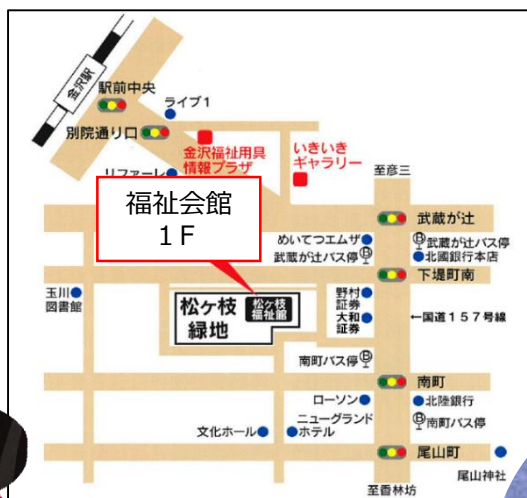 金沢駅
駅前中央
ライブ1
別院通り口
金沢福祉用具
情報プラザ
いきいき
ギャラリー
至彦三
リファーレ
福祉会館
１Ｆ
武蔵が辻
めいてつエムザ
武蔵が辻バス停
Ⓑ
Ⓑ
武蔵が辻バス停
北國銀行本店
下堤町南
玉川
図書館
松ヶ枝
緑地
松ヶ枝
福祉館
野村
証券
大和
証券
←国道１５７号線
南町バス停
Ⓑ
南町
ローソン
北陸銀行
ニューグランド
ホテル
文化ホール
Ⓑ
南町バス停
尾山町
尾山神社
至香林坊